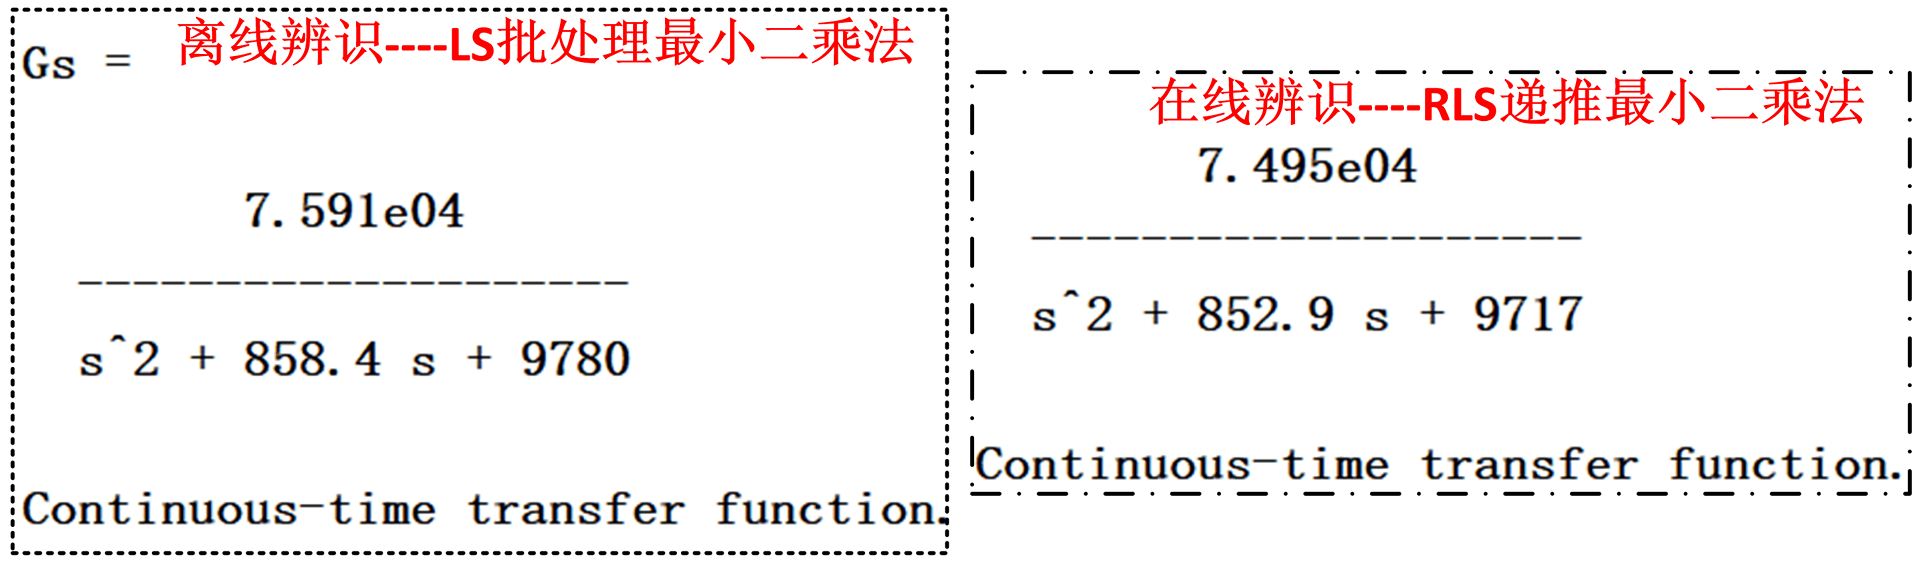 离线辨识----LS批处理最小二乘法
Gs =
7.591e04
--------------------
s^2 + 858.4 s + 9780
Continuous-time transfer function.
在线辨识----RLS递推最小二乘法
7.495e04
--------------------
s^2 + 852.9 s + 9717
Continuous-time transfer function.